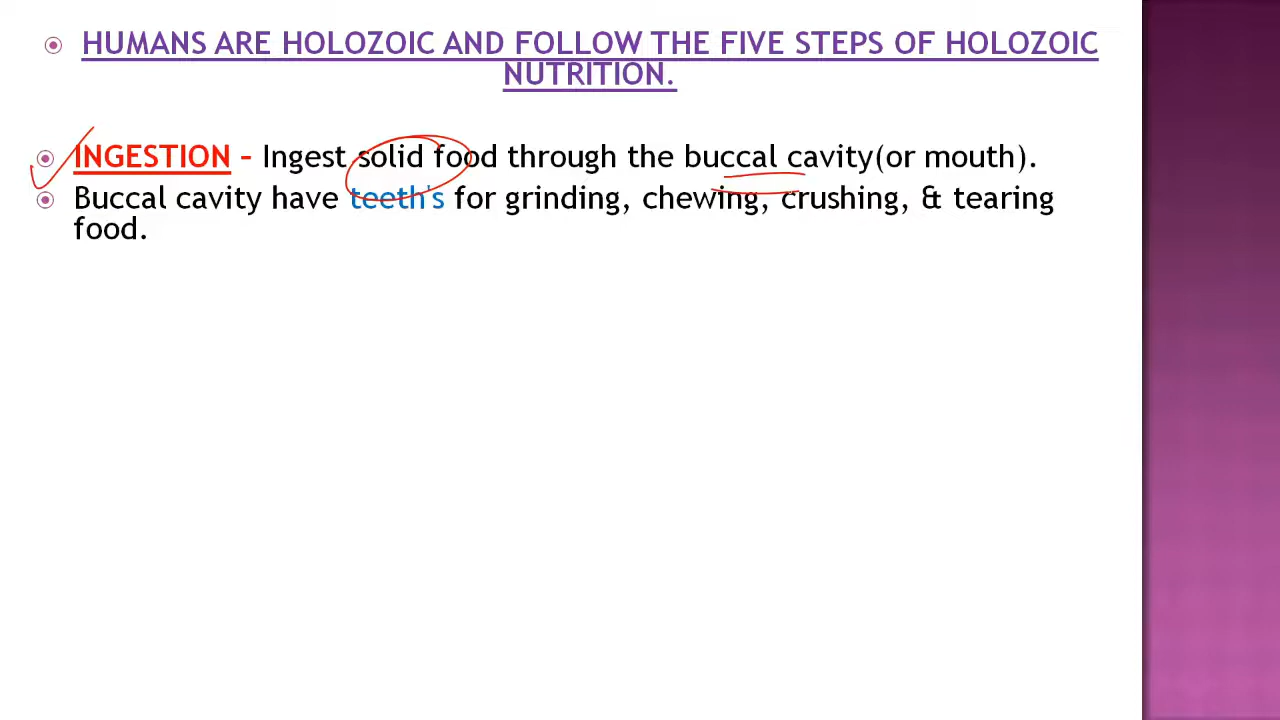 HUMANS ARE HOLOZOIC AND FOLLOW THE FIVE STEPS OF HOLOZOIC
NUTRITION.
INGESTION – Ingest solid food through the buccal cavity(or mouth).
Buccal cavity have teeth's for grinding, chewing, crushing, & tearing
food.